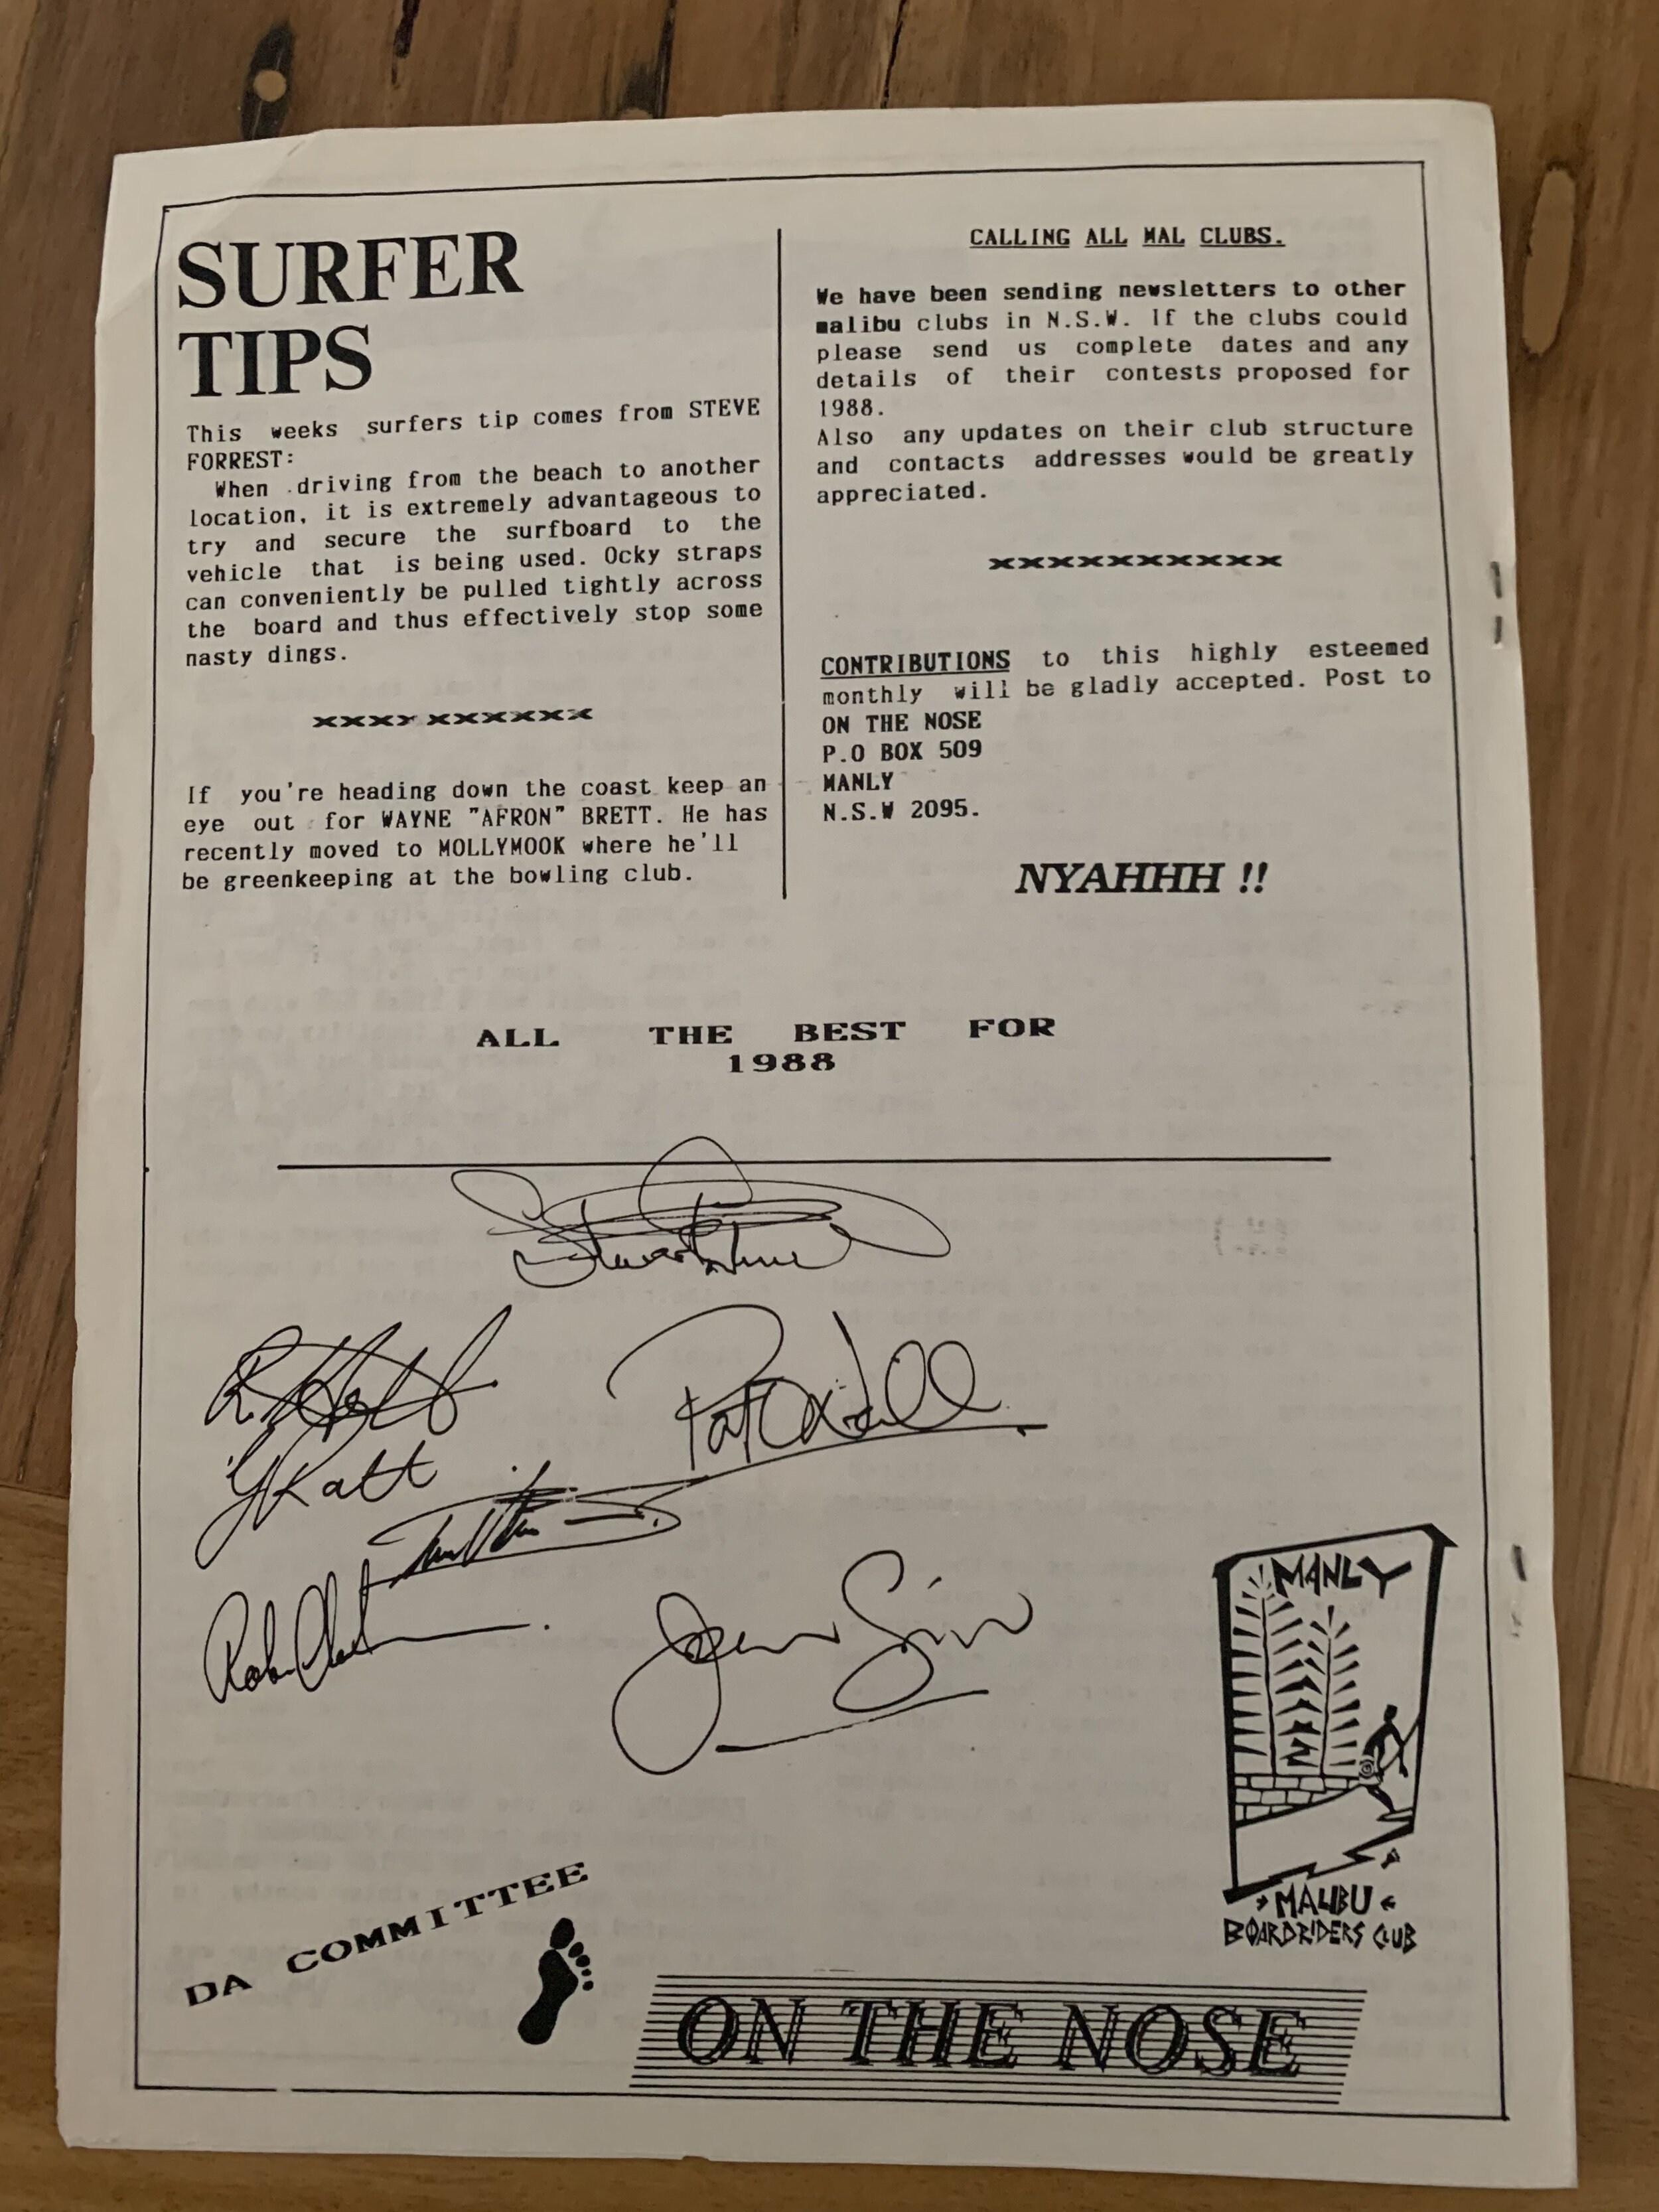 SURFER
TIPS
This weeks surfers tip comes from STEVE
FORREST:
When driving from the beach to another
location, it is extremely advantageous to
try and secure the surfboard to the
vehicle that is being used. Ocky straps
can conveniently be pulled tightly across
the board and thus effectively stop some
nasty dings.
xxxxxxxxxx
If you're heading down the coast keep an
eye out for WAYNE "AFRON" BRETT. He has
recently moved to MOLLYMOOK where he'll
be greenkeeping at the bowling club.
CALLING ALL MAL CLUBS.
We have been sending newsletters to other
malibu clubs in N.S.W. If the clubs could
please send us complete dates and any
details of their contests proposed for
1988.
Also any updates on their club structure
and contacts addresses would be greatly
appreciated.
xxxxxxxxxx
CONTRIBUTIONS to this highly esteemed
monthly will be gladly accepted. Post to
ON THE NOSE
P.O BOX 509
MANLY
N.S.W 2095.
NYAHHH !!
ALL THE BEST FOR
1988
MANLY
MALIBU
BOARDRIDERS CLUB
DA COMMITTEE
ON THE NOSE